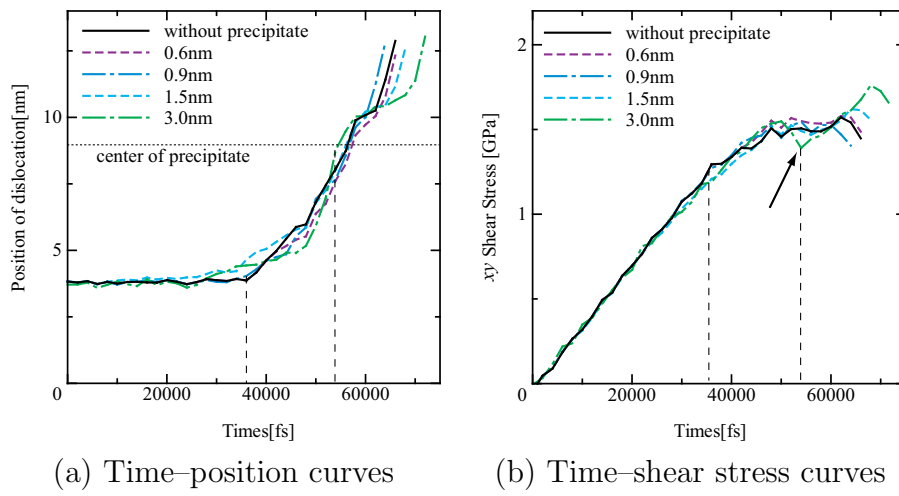 without precipitate
0.6nm
0.9nm
1.5nm
3.0nm
center of precipitate
Position of dislocation[nm]
10
5
0
0
20000
40000
60000
Times[fs]
(a) Time–position curves
without precipitate
0.6nm
0.9nm
1.5nm
3.0nm
xy Shear Stress [GPa]
2
1
0
0
20000
40000
60000
Times[fs]
(b) Time–shear stress curves